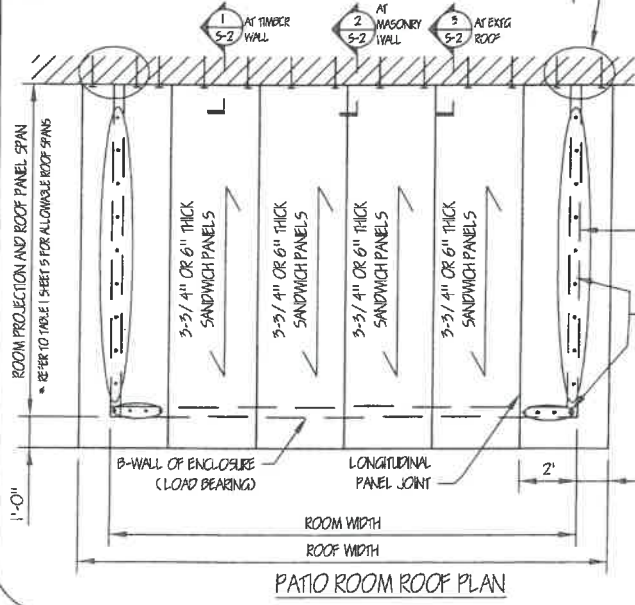 1
S-2
AT TIMBER
WALL
2
S-2
AT
MASONRY
WALL
3
S-2
AT EXTG
ROOF
ROOM PROJECTION AND ROOF PANEL SPAN
* REFER TO TABLE 1 SHEET 5 FOR ALLOWABLE ROOF SPANS
3-3/4" OR 6" THICK
SANDWICH PANELS
3-3/4" OR 6" THICK
SANDWICH PANELS
3-3/4" OR 6" THICK
SANDWICH PANELS
3-3/4" OR 6" THICK
SANDWICH PANELS
B-WALL OF ENCLOSURE
(LOAD BEARING)
LONGITUDINAL
PANEL JOINT
2'
1'-0"
ROOM WIDTH
ROOF WIDTH
PATIO ROOM ROOF PLAN